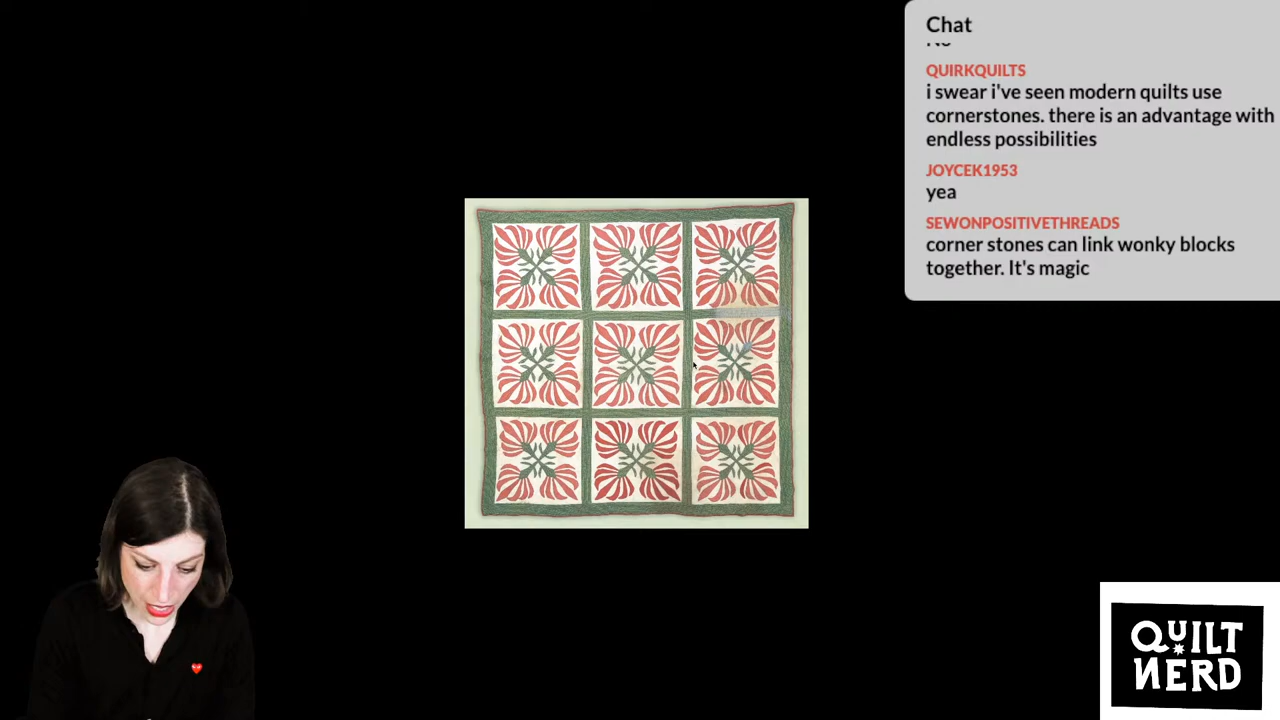 Chat
No
QUIRKQUILTS
i swear i've seen modern quilts use
cornerstones. there is an advantage with
endless possibilities
JOYCEK1953
yea
SEWONPOSITIVETHREADS
corner stones can link wonky blocks
together. It's magic
QUILT
NERD